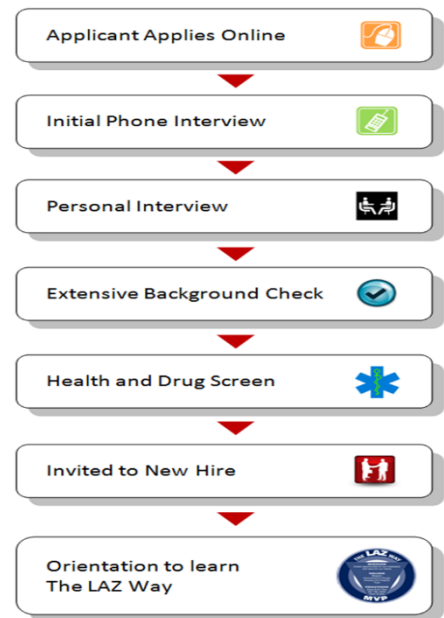 Applicant Applies Online
Initial Phone Interview
Personal Interview
Extensive Background Check
Health and Drug Screen
Invited to New Hire
Orientation to learn
The LAZ Way
THE LAZ WAY
MVP